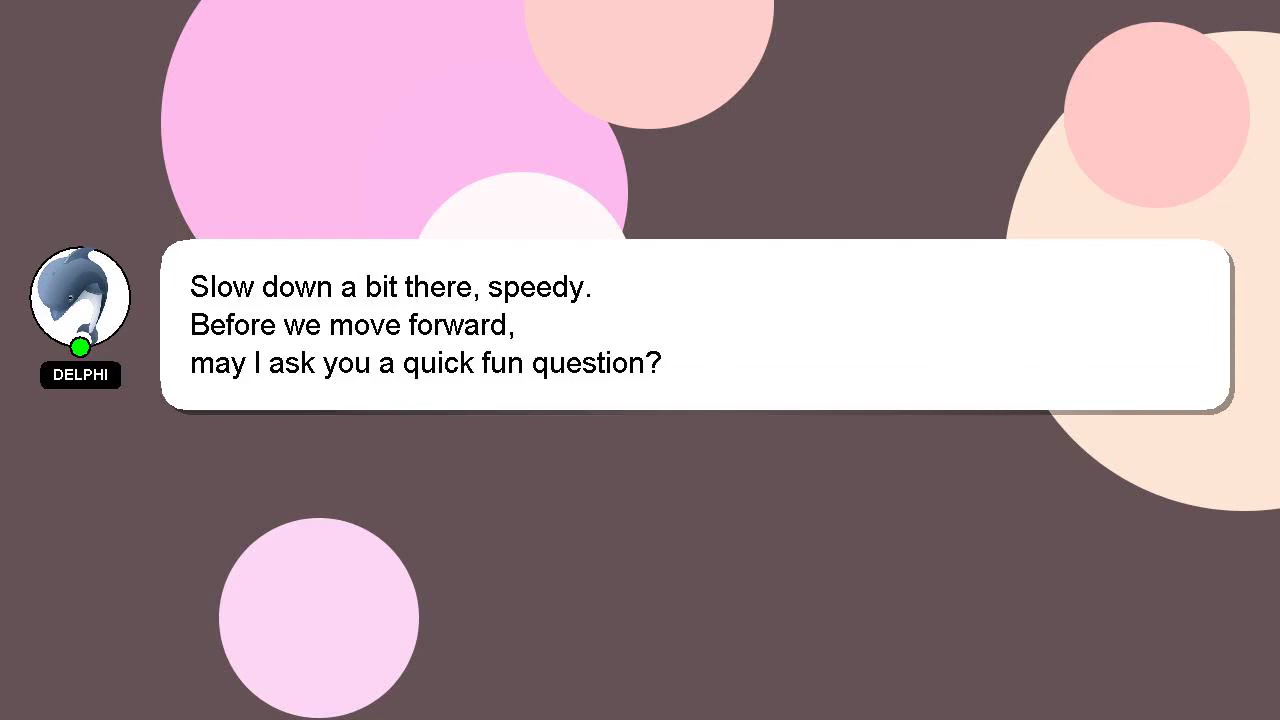 Slow down a bit there, speedy.
Before we move forward,
may I ask you a quick fun question?
DELPHI